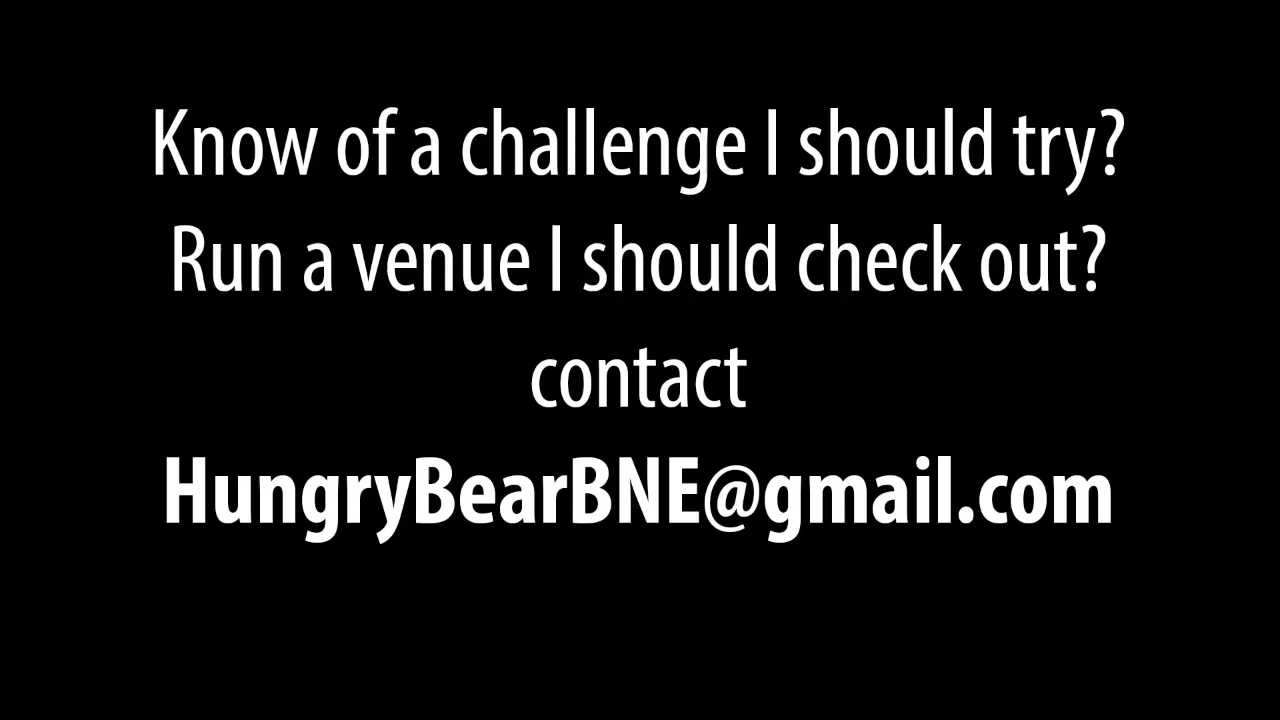 Know of a challenge I should try?
Run a venue I should check out?
contact
HungryBearBNE@gmail.com